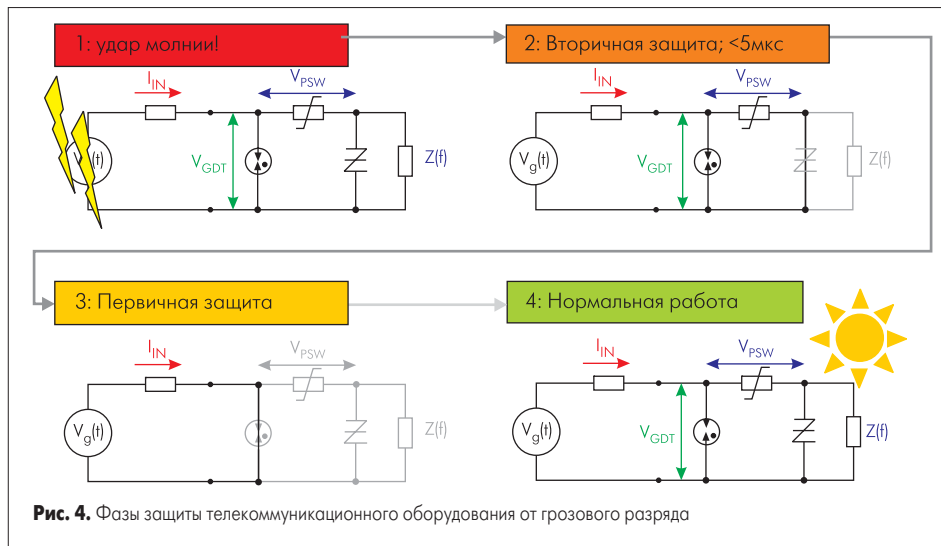 1: удар молнии!
2: Вторичная защита; <5мкс
I_IN
V_PSW
V_g(t)
V_GDT
Z(f)
I_IN
V_PSW
V_g(t)
V_GDT
Z(f)
3: Первичная защита
4: Нормальная работа
I_IN
V_PSW
V_g(t)
Z(f)
I_IN
V_PSW
V_g(t)
V_GDT
Z(f)
Рис. 4. Фазы защиты телекоммуникационного оборудования от грозового разряда